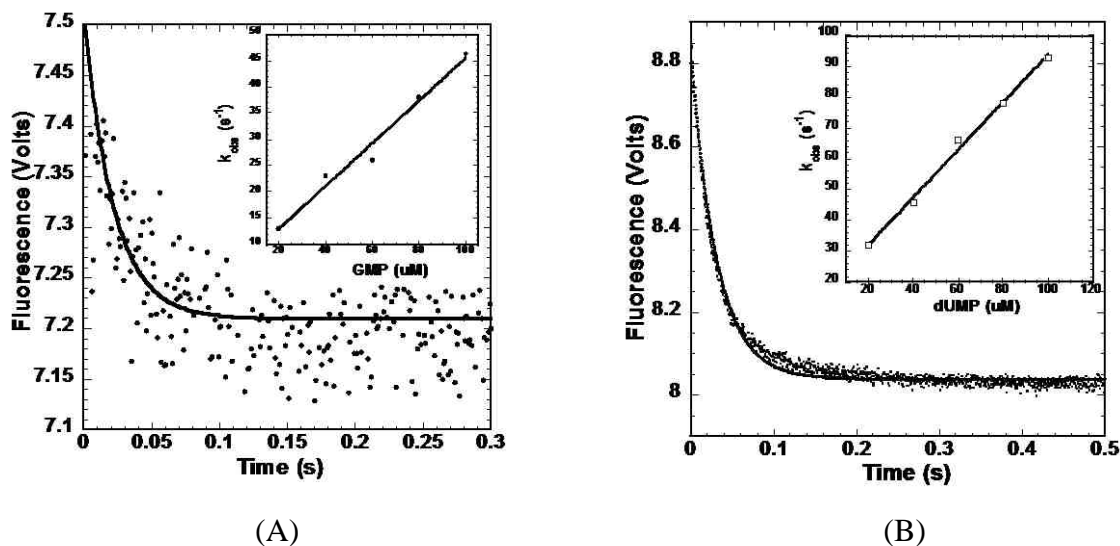 7.5
7.45
7.4
7.35
7.3
7.25
7.2
7.15
7.1
Fluorescence (Volts)
0 0.05 0.1 0.15 0.2 0.25 0.3
Time (s)
50
45
40
35
30
25
20
15
10
k_obs (s^-1)
20 40 60 80 100
GMP (uM)
(A)
8.8
8.6
8.4
8.2
8
Fluorescence (Volts)
0 0.1 0.2 0.3 0.4 0.5
Time (s)
100
90
80
70
60
50
40
30
20
k_obs (s^-1)
20 40 60 80 100 120
dUMP (uM)
(B)